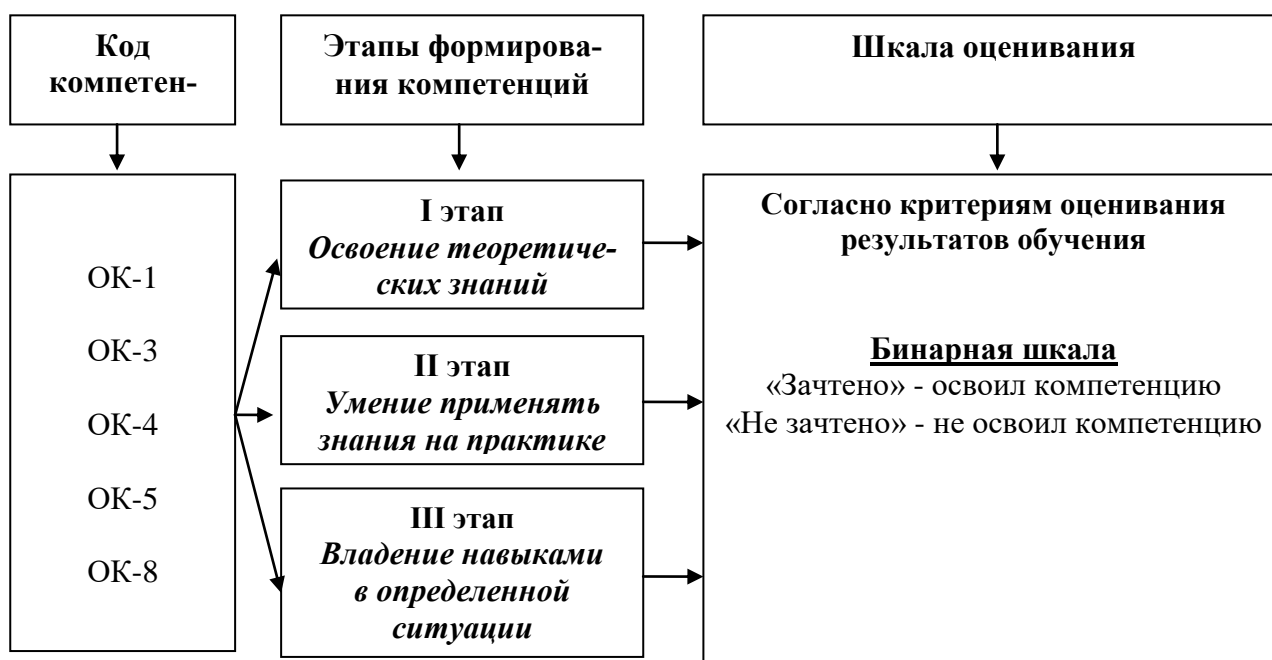 Код
компетен-
Этапы формирова-
ния компетенций
Шкала оценивания
ОК-1
ОК-3
ОК-4
ОК-5
ОК-8
I этап
Освоение теоретиче-
ских знаний
II этап
Умение применять
знания на практике
III этап
Владение навыками
в определенной
ситуации
Согласно критериям оценивания
результатов обучения
Бинарная шкала
«Зачтено» - освоил компетенцию
«Не зачтено» - не освоил компетенцию